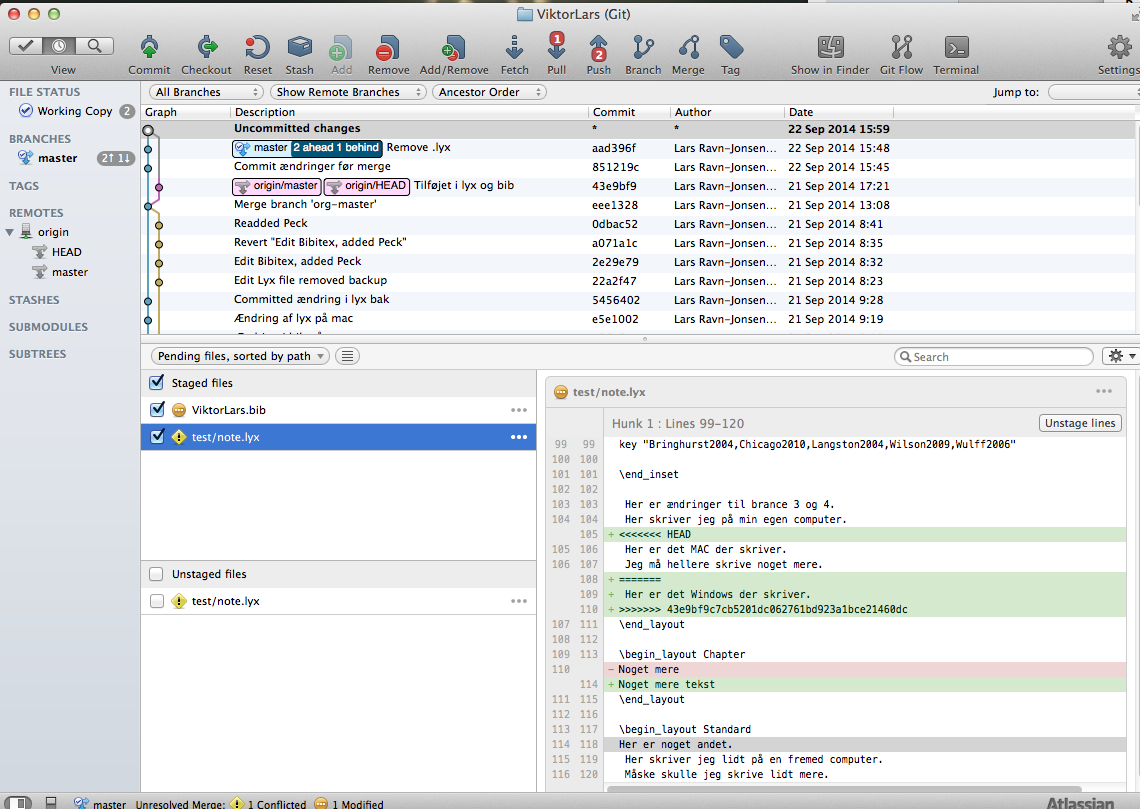 ViktorLars (Git)
View Commit Checkout Reset Stash Add Remove Add/Remove Fetch Pull Push Branch Merge Tag Show in Finder Git Flow Terminal Settings
1
2
FILE STATUS
Working Copy 2
BRANCHES
master 2↑ 1↓
TAGS
REMOTES
origin
HEAD
master
STASHES
SUBMODULES
SUBTREES
All Branches Show Remote Branches Ancestor Order Jump to:
Graph Description Commit Author Date
Uncommitted changes * * 22 Sep 2014 15:59
master 2 ahead 1 behind Remove .lyx aad396f Lars Ravn-Jonsen... 22 Sep 2014 15:48
Commit ændringer før merge 851219c Lars Ravn-Jonsen... 22 Sep 2014 15:45
origin/master origin/HEAD Tilføjet i lyx og bib 43e9bf9 Lars Ravn-Jonsen... 21 Sep 2014 17:21
Merge branch 'org-master' eee1328 Lars Ravn-Jonsen... 21 Sep 2014 13:08
Readded Peck 0dbac52 Lars Ravn-Jonsen... 21 Sep 2014 8:41
Revert "Edit Bibitex, added Peck" a071a1c Lars Ravn-Jonsen... 21 Sep 2014 8:35
Edit Bibitex, added Peck 2e29e79 Lars Ravn-Jonsen... 21 Sep 2014 8:32
Edit Lyx file removed backup 22a2f47 Lars Ravn-Jonsen... 21 Sep 2014 8:23
Committed ændring i lyx bak 5456402 Lars Ravn-Jonsen... 21 Sep 2014 9:28
Ændring af lyx på mac e5e1002 Lars Ravn-Jonsen... 21 Sep 2014 9:19
Pending files, sorted by path Search
Staged files
ViktorLars.bib
test/note.lyx
Unstaged files
test/note.lyx
test/note.lyx
Hunk 1 : Lines 99-120 Unstage lines
99 99 key "Bringhurst2004,Chicago2010,Langston2004,Wilson2009,Wulff2006"
100 100
101 101 \end_inset
102 102
103 103 Her er ændringer til brance 3 og 4.
104 104 Her skriver jeg på min egen computer.
105 + <<<<<<< HEAD
105 106 Her er det MAC der skriver.
106 107 Jeg må hellere skrive noget mere.
108 + =======
109 + Her er det Windows der skriver.
110 + >>>>>>> 43e9bf9c7cb5201dc062761bd923a1bce21460dc
107 111 \end_layout
108 112
109 113 \begin_layout Chapter
110 - Noget mere
114 + Noget mere tekst
111 115 \end_layout
112 116
113 117 \begin_layout Standard
114 118 Her er noget andet.
115 119 Her skriver jeg lidt på en fremed computer.
116 120 Måske skulle jeg skrive lidt mere.
master Unresolved Merge: 1 Conflicted 1 Modified Atlassian